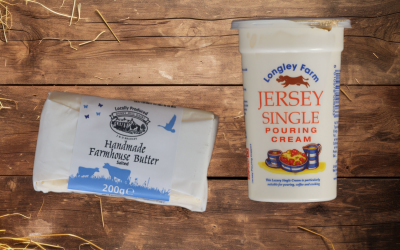 Locally Produced
Handmade
Farmhouse Butter
Salted
200g
Longley Farm
JERSEY
SINGLE
POURING
CREAM